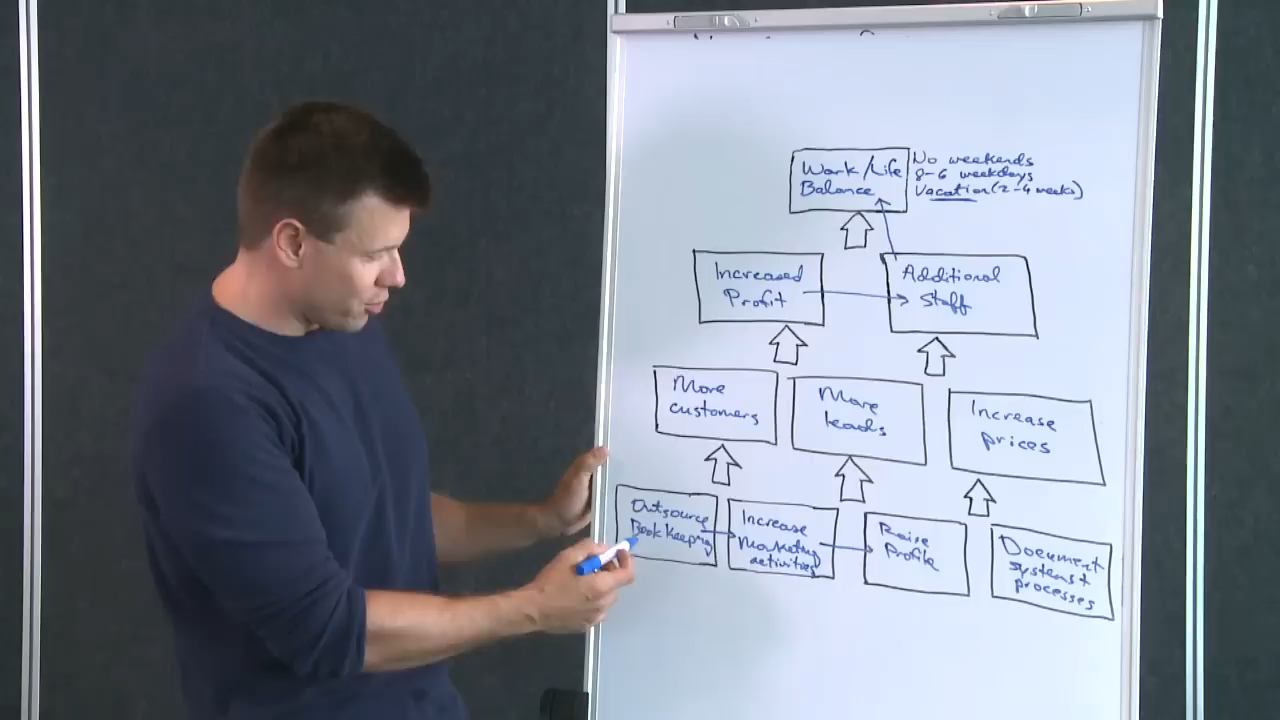 Work/Life
Balance
No weekends
8-6 weekdays
Vacation (2-4 weeks)
Increased
Profit
Additional
Staff
More
customers
More
leads
Increase
prices
Outsource
Book keeping
Increase
Marketing
activities
Raise
Profile
Document
systems +
processes